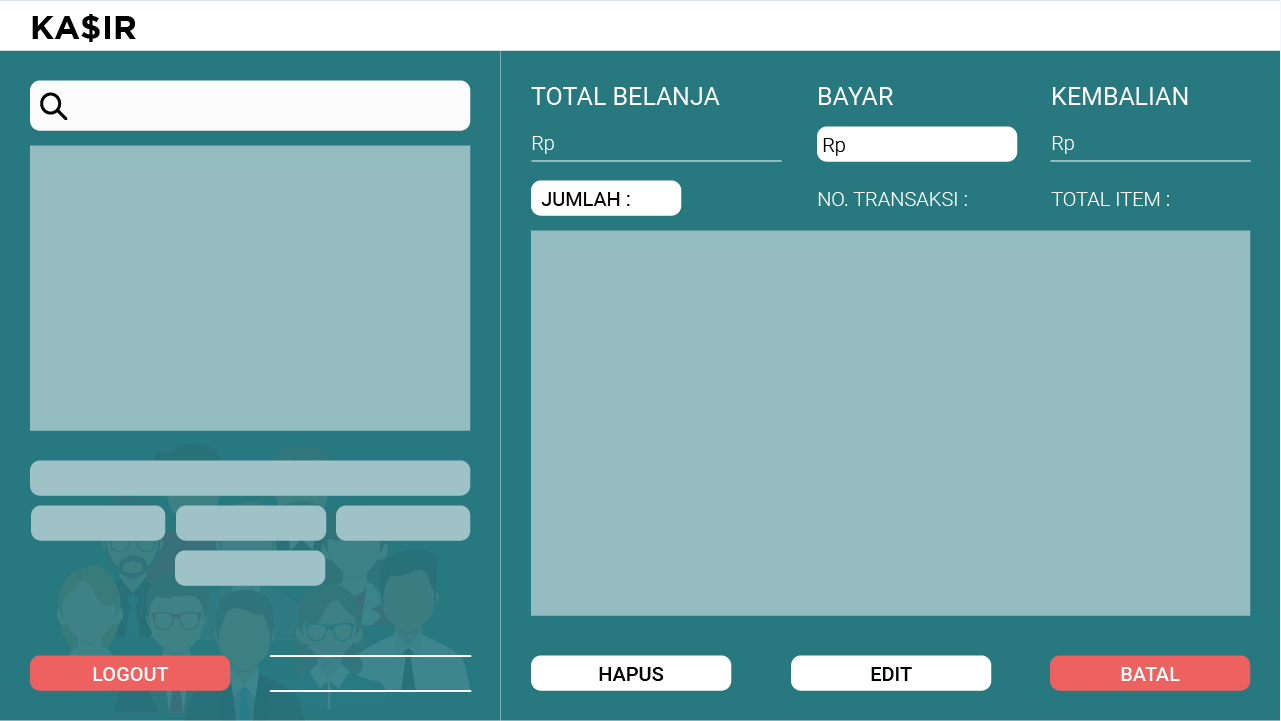 KA$IR
TOTAL BELANJA
BAYAR
KEMBALIAN
Rp
Rp
Rp
JUMLAH :
NO. TRANSAKSI :
TOTAL ITEM :
LOGOUT
HAPUS
EDIT
BATAL